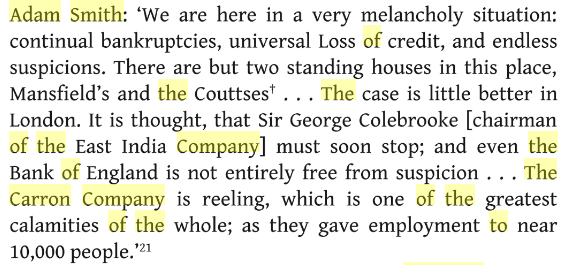 Adam Smith: ‘We are here in a very melancholy situation:
continual bankruptcies, universal Loss of credit, and endless
suspicions. There are but two standing houses in this place,
Mansfield’s and the Couttses† . . . The case is little better in
London. It is thought, that Sir George Colebrooke [chairman
of the East India Company] must soon stop; and even the
Bank of England is not entirely free from suspicion . . . The
Carron Company is reeling, which is one of the greatest
calamities of the whole; as they gave employment to near
10,000 people.’21